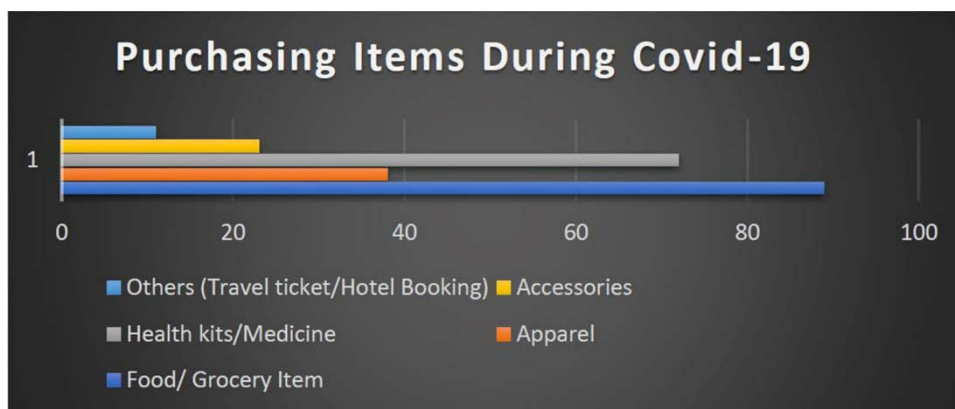 Purchasing Items During Covid-19
1
0 20 40 60 80 100
Others (Travel ticket/Hotel Booking) Accessories
Health kits/Medicine Apparel
Food/ Grocery Item